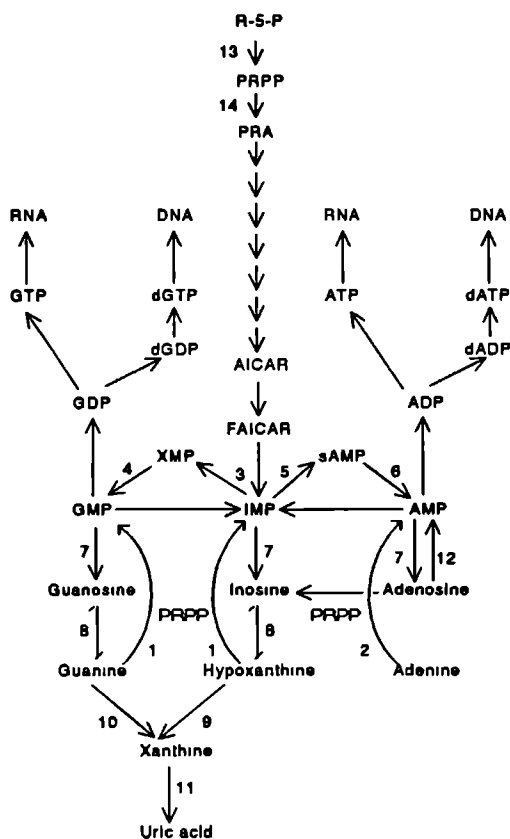 R-5-P
13
PRPP
14
PRA
RNA DNA RNA DNA
GTP dGTP ATP dATP
dGDP dADP
AICAR
GDP ADP
FAICAR
4 XMP 3 5 sAMP 6
GMP IMP AMP
7 7 7 12
Guanosine Inosine Adenosine
8 PRPP 8 PRPP
1 1 2
Guanine Hypoxanthine Adenine
10 9
Xanthine
11
Uric acid